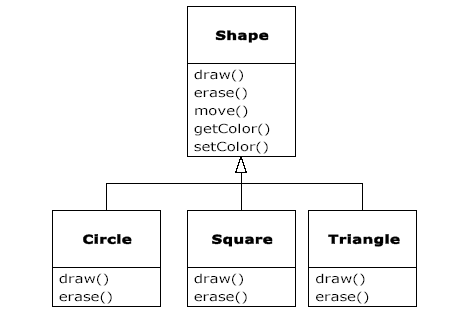 Shape
draw()
erase()
move()
getColor()
setColor()
Circle
draw()
erase()
Square
draw()
erase()
Triangle
draw()
erase()